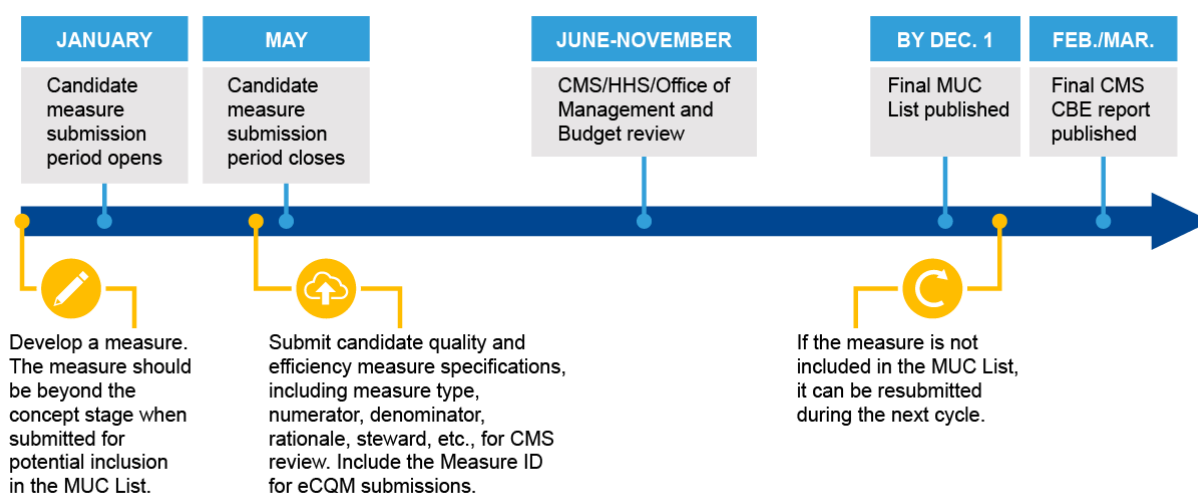 JANUARY
Candidate
measure
submission
period opens
MAY
Candidate
measure
submission
period closes
JUNE-NOVEMBER
CMS/HHS/Office of
Management and
Budget review
BY DEC. 1
Final MUC
List published
FEB./MAR.
Final CMS
CBE report
published
Develop a measure.
The measure should
be beyond the
concept stage when
submitted for
potential inclusion
in the MUC List.
Submit candidate quality and
efficiency measure specifications,
including measure type,
numerator, denominator,
rationale, steward, etc., for CMS
review. Include the Measure ID
for eCQM submissions.
If the measure is not
included in the MUC List,
it can be resubmitted
during the next cycle.